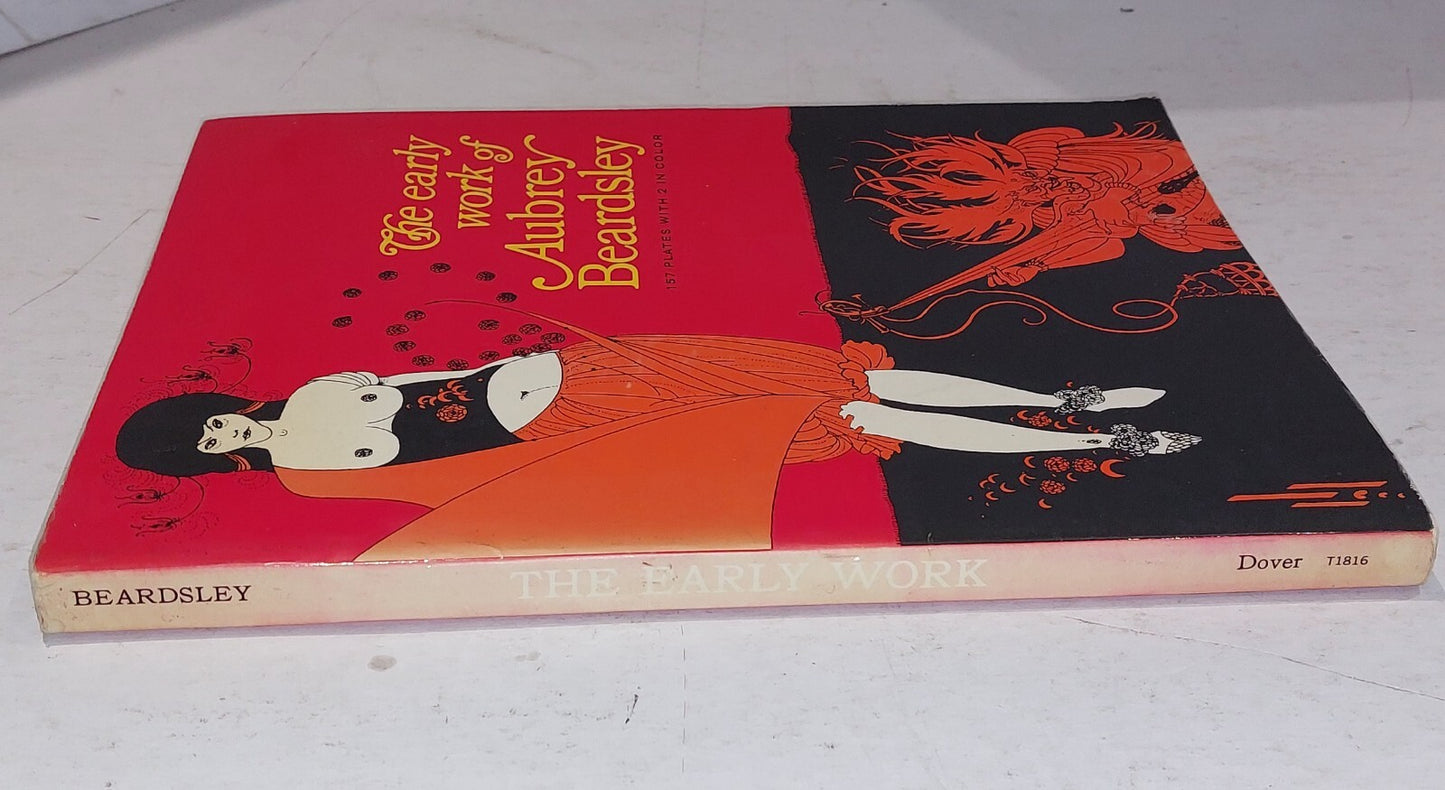 The early
work of
Aubrey
Beardsley
157 PLATES WITH 2 IN COLOR
BEARDSLEY THE EARLY WORK Dover T1816